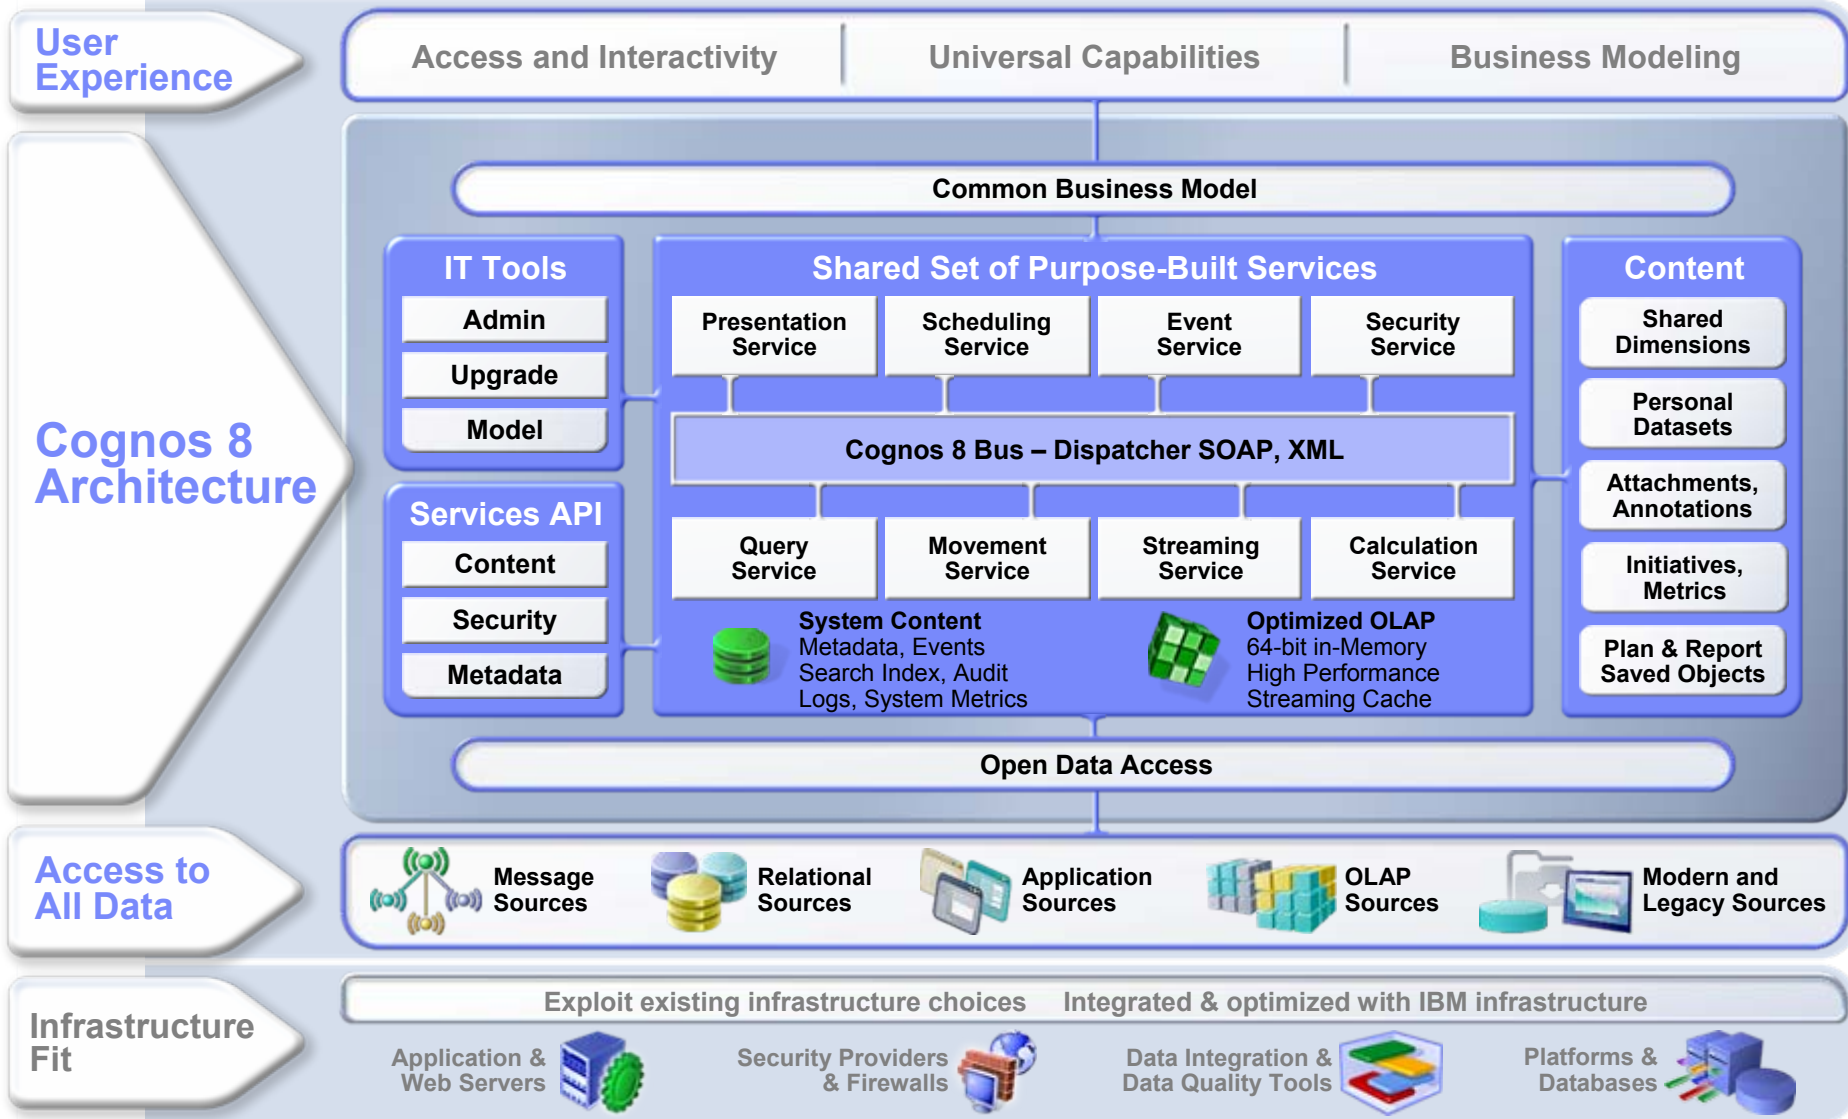 User
Experience
Access and Interactivity
Universal Capabilities
Business Modeling
Cognos 8
Architecture
Common Business Model
IT Tools
Admin
Upgrade
Model
Services API
Content
Security
Metadata
Shared Set of Purpose-Built Services
Presentation
Service
Scheduling
Service
Event
Service
Security
Service
Cognos 8 Bus – Dispatcher SOAP, XML
Query
Service
Movement
Service
Streaming
Service
Calculation
Service
System Content
Metadata, Events
Search Index, Audit
Logs, System Metrics
Optimized OLAP
64-bit in-Memory
High Performance
Streaming Cache
Content
Shared
Dimensions
Personal
Datasets
Attachments,
Annotations
Initiatives,
Metrics
Plan & Report
Saved Objects
Open Data Access
Access to
All Data
Message
Sources
Relational
Sources
Application
Sources
OLAP
Sources
Modern and
Legacy Sources
Infrastructure
Fit
Exploit existing infrastructure choices Integrated & optimized with IBM infrastructure
Application &
Web Servers
Security Providers
& Firewalls
Data Integration &
Data Quality Tools
Platforms &
Databases